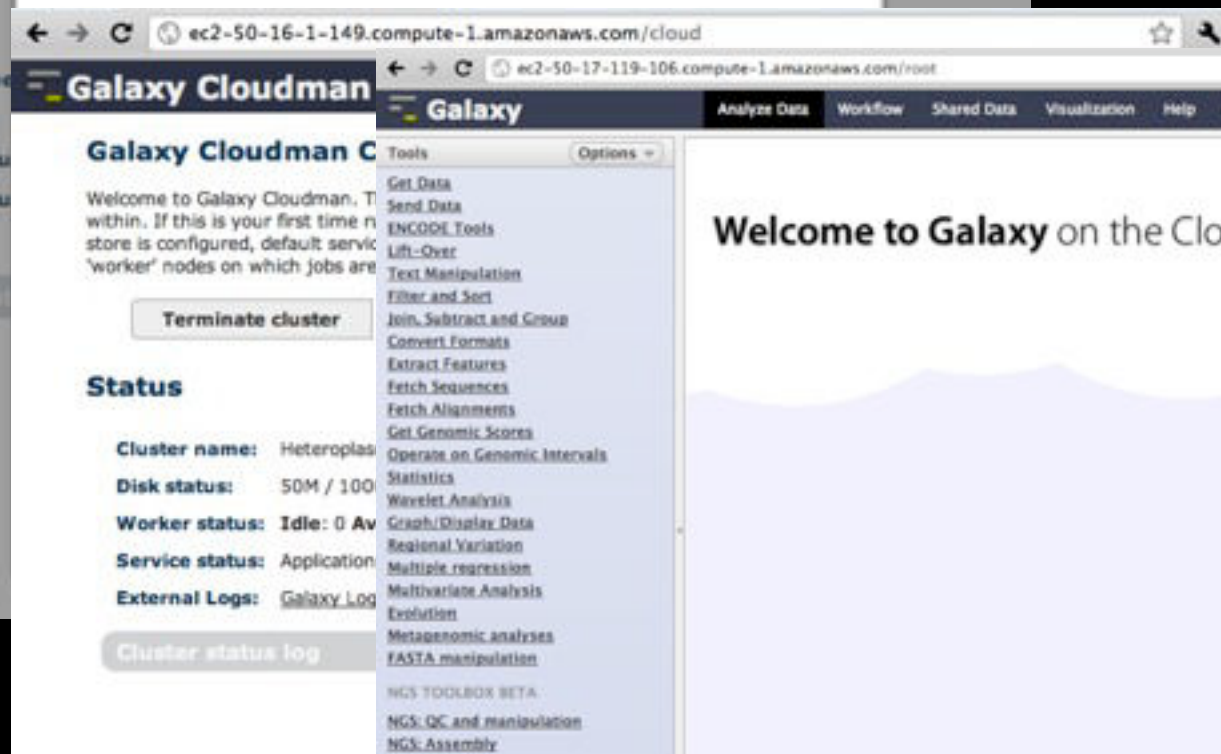 ec2-50-16-1-149.compute-1.amazonaws.com/cloud
Galaxy Cloudman
Galaxy Cloudman C
Welcome to Galaxy Cloudman. T
within. If this is your first time r
store is configured, default servic
'worker' nodes on which jobs are
Terminate cluster
Status
Cluster name: Heteroplas
Disk status: 50M / 100
Worker status: Idle: 0 Av
Service status: Application
External Logs: Galaxy Log
Cluster status log
ec2-50-17-119-106.compute-1.amazonaws.com/root
Galaxy
Analyze Data Workflow Shared Data Visualization Help
Tools Options
Get Data
Send Data
ENCODE Tools
Lift-Over
Text Manipulation
Filter and Sort
Join, Subtract and Group
Convert Formats
Extract Features
Fetch Sequences
Fetch Alignments
Get Genomic Scores
Operate on Genomic Intervals
Statistics
Wavelet Analysis
Graph/Display Data
Regional Variation
Multiple regression
Multivariate Analysis
Evolution
Metagenomic analyses
FASTA manipulation
NGS TOOLBOX BETA
NGS: QC and manipulation
NGS: Assembly
Welcome to Galaxy on the Clo